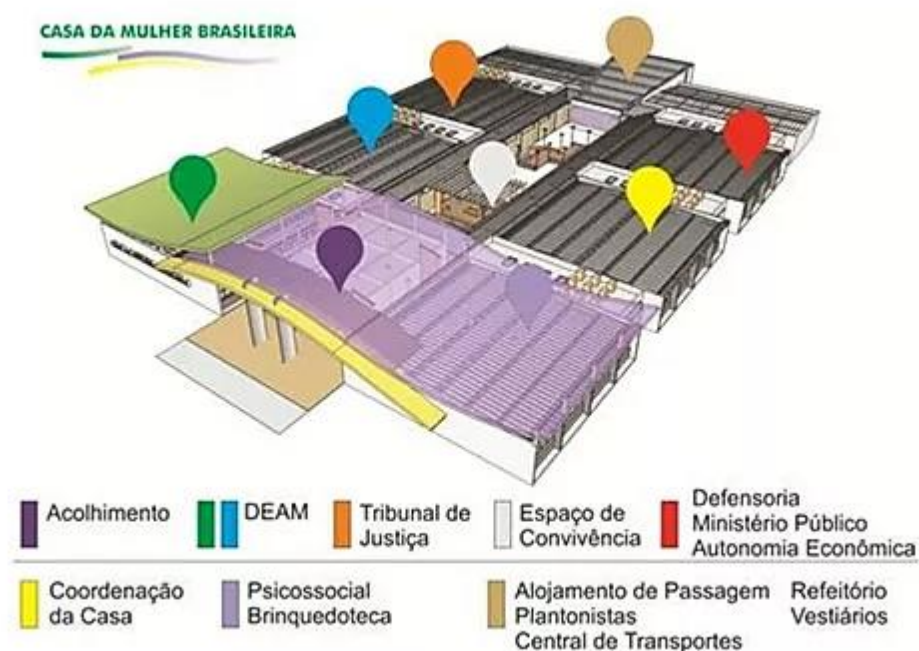 CASA DA MULHER BRASILEIRA
Acolhimento
DEAM
Tribunal de
Justiça
Espaço de
Convivência
Defensoria
Ministério Público
Autonomia Econômica
Coordenação
da Casa
Psicossocial
Brinquedoteca
Alojamento de Passagem
Plantonistas
Central de Transportes
Refeitório
Vestiários